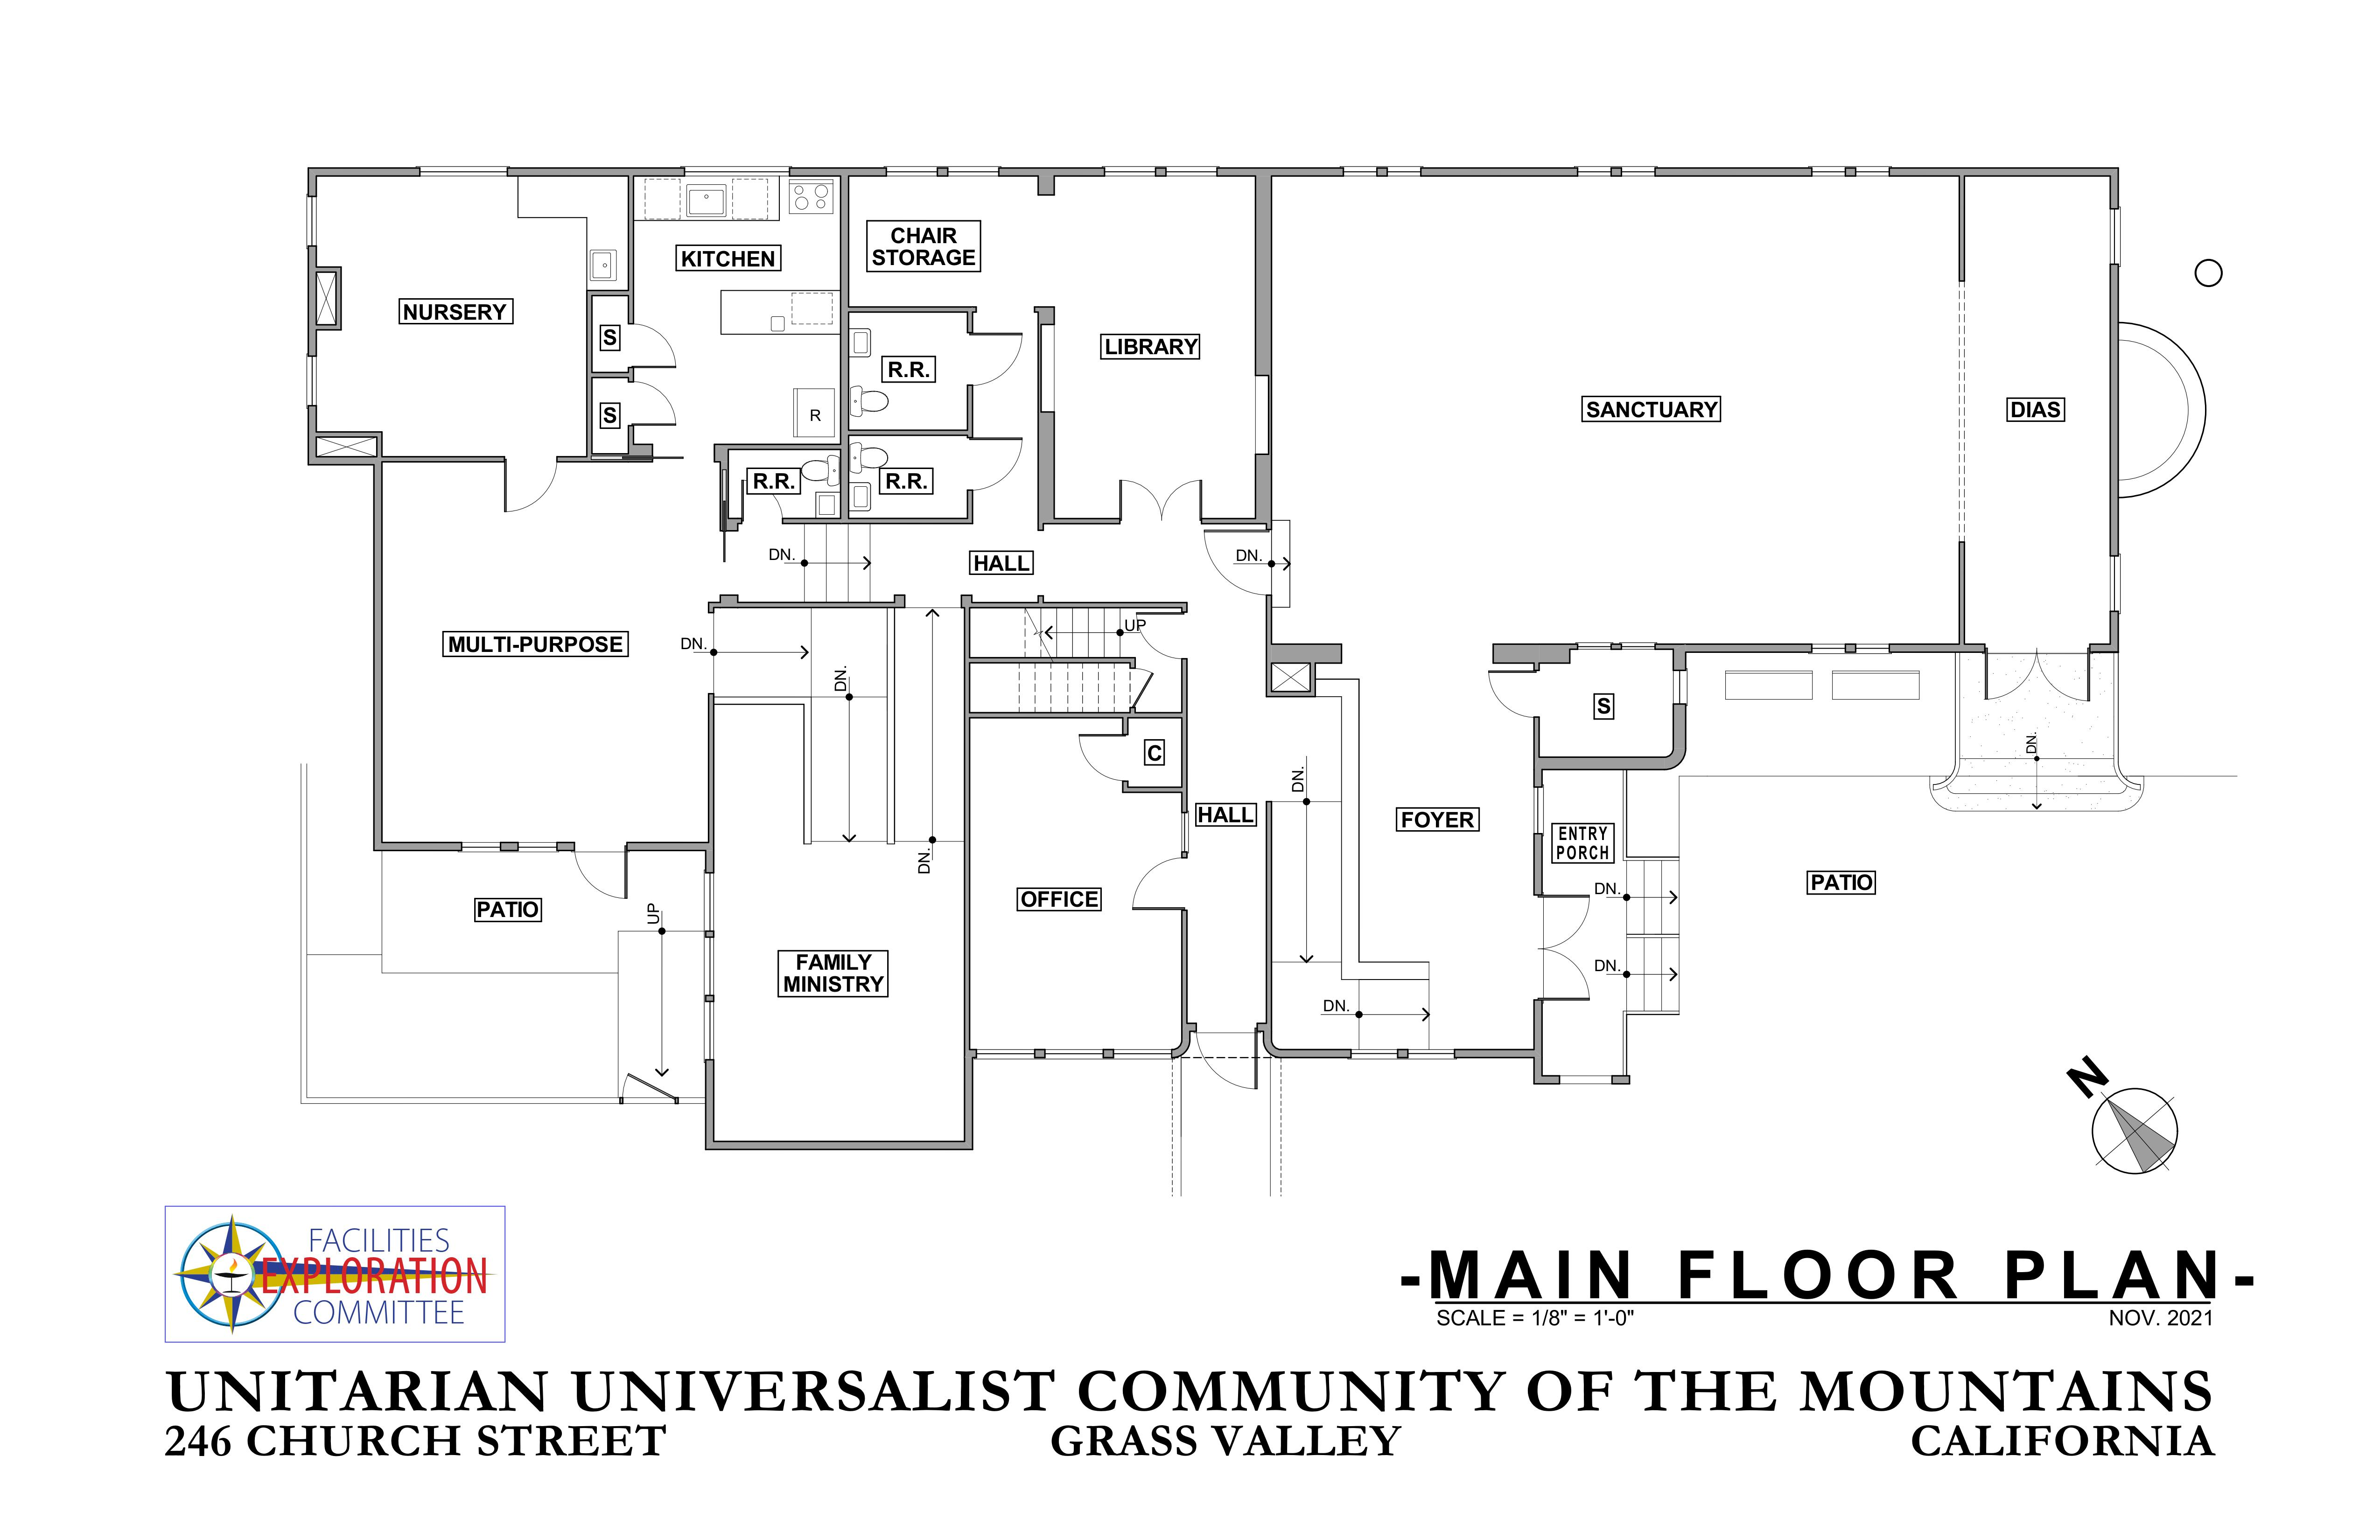 CHAIR
STORAGE
KITCHEN
NURSERY
S
LIBRARY
R.R.
S
R
SANCTUARY
DIAS
R.R.
R.R.
DN.
HALL
DN.
UP
MULTI-PURPOSE
DN.
DN.
S
C
DN.
DN.
HALL
FOYER
ENTRY
PORCH
DN.
OFFICE
DN.
PATIO
PATIO
UP
FAMILY
MINISTRY
DN.
DN.
N
FACILITIES
EXPLORATION
COMMITTEE
-MAIN FLOOR PLAN-
SCALE = 1/8" = 1'-0"
NOV. 2021
UNITARIAN UNIVERSALIST COMMUNITY OF THE MOUNTAINS
246 CHURCH STREET
GRASS VALLEY
CALIFORNIA